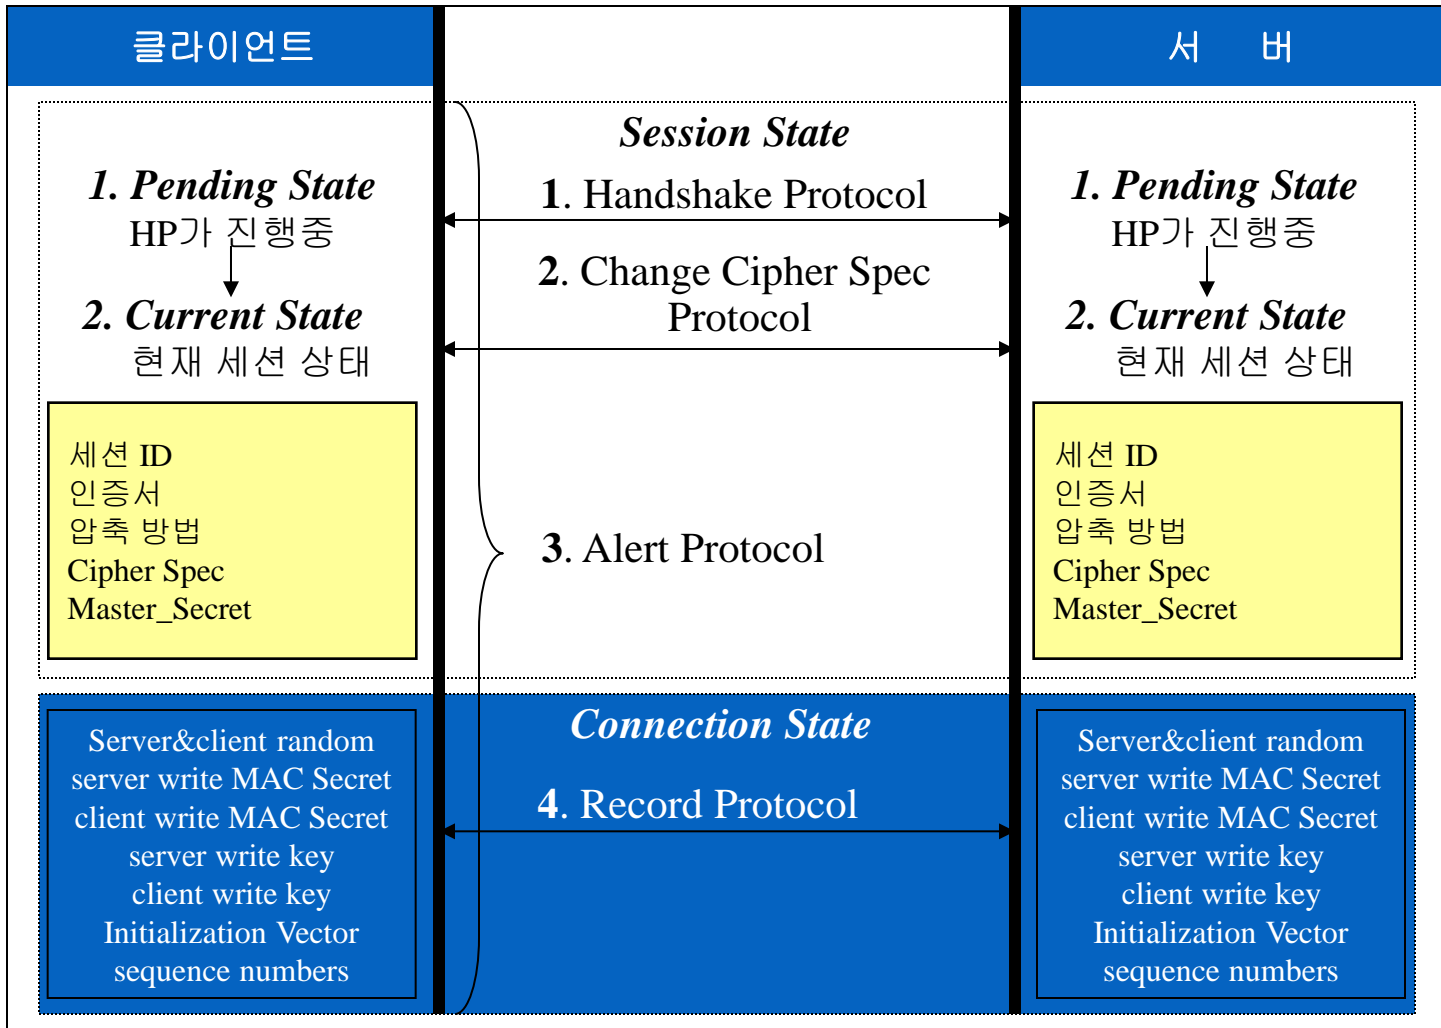 클라이언트
서 버
1. Pending State
HP가 진행중
2. Current State
현재 세션 상태
세션 ID
인증서
압축 방법
Cipher Spec
Master_Secret
Session State
1. Handshake Protocol
2. Change Cipher Spec
Protocol
3. Alert Protocol
1. Pending State
HP가 진행중
2. Current State
현재 세션 상태
세션 ID
인증서
압축 방법
Cipher Spec
Master_Secret
Server&client random
server write MAC Secret
client write MAC Secret
server write key
client write key
Initialization Vector
sequence numbers
Connection State
4. Record Protocol
Server&client random
server write MAC Secret
client write MAC Secret
server write key
client write key
Initialization Vector
sequence numbers